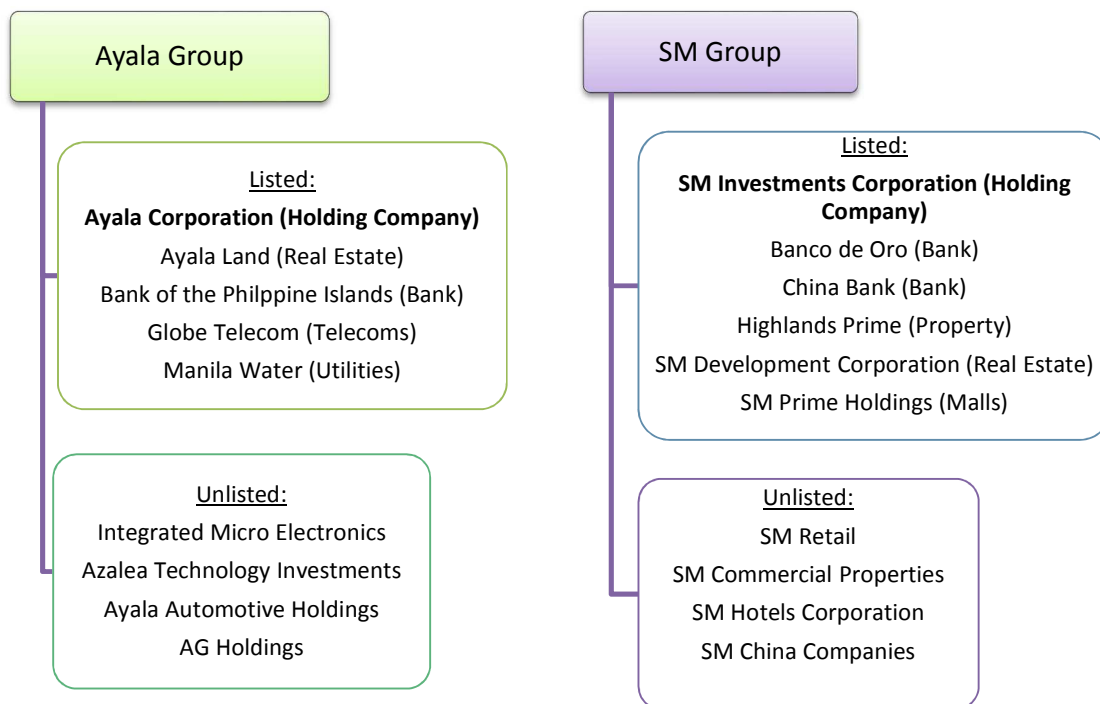 Ayala Group
Listed:
Ayala Corporation (Holding Company)
Ayala Land (Real Estate)
Bank of the Philppine Islands (Bank)
Globe Telecom (Telecoms)
Manila Water (Utilities)
Unlisted:
Integrated Micro Electronics
Azalea Technology Investments
Ayala Automotive Holdings
AG Holdings
SM Group
Listed:
SM Investments Corporation (Holding
Company)
Banco de Oro (Bank)
China Bank (Bank)
Highlands Prime (Property)
SM Development Corporation (Real Estate)
SM Prime Holdings (Malls)
Unlisted:
SM Retail
SM Commercial Properties
SM Hotels Corporation
SM China Companies